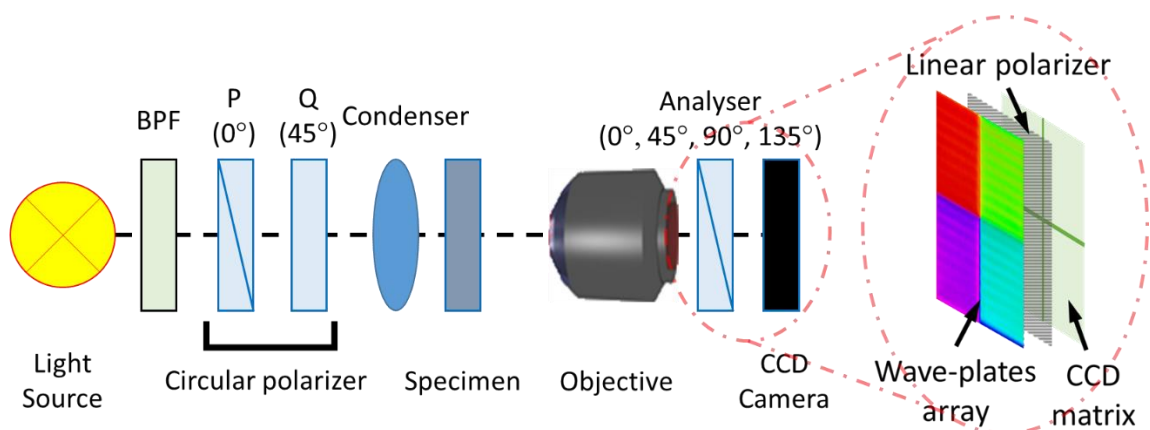 BPF
P
(0°)
Q
(45°)
Condenser
Analyser
(0°, 45°, 90°, 135°)
Linear polarizer
Light
Source
Circular polarizer
Specimen
Objective
CCD
Camera
Wave-plates
array
CCD
matrix